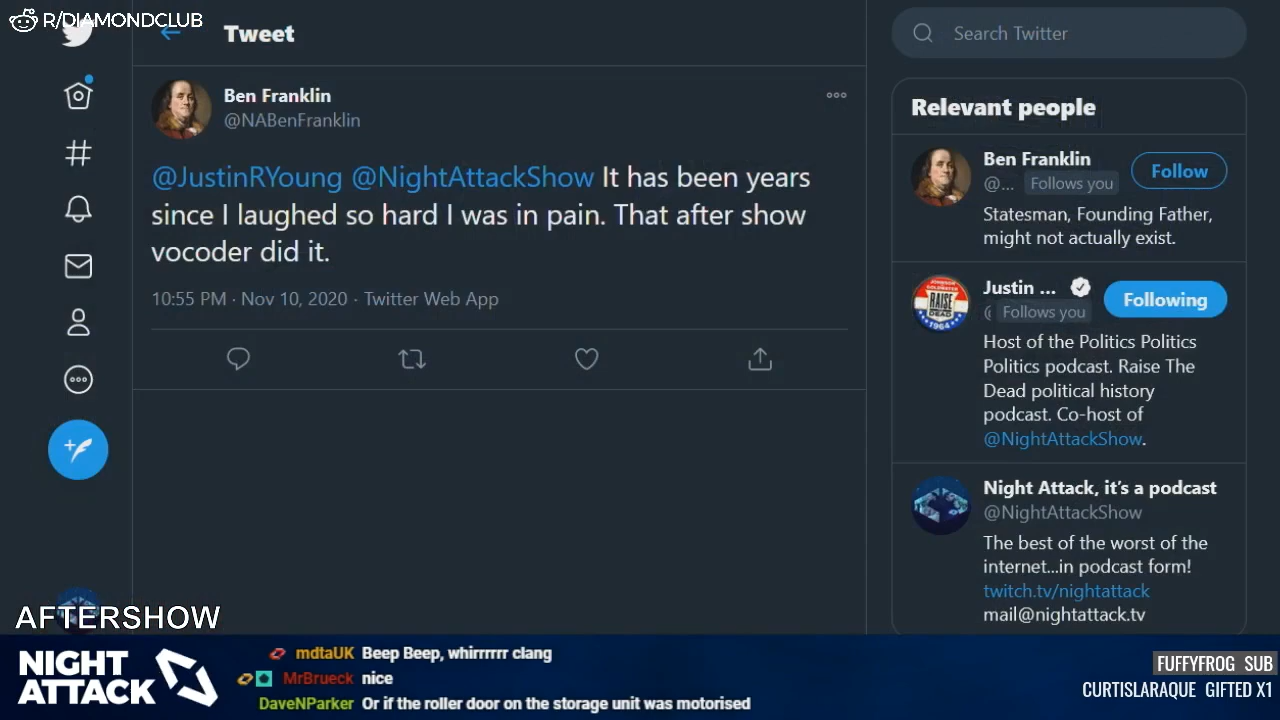 R/DIAMONDCLUB
Tweet
Ben Franklin
@NABenFranklin
@JustinRYoung @NightAttackShow It has been years
since I laughed so hard I was in pain. That after show
vocoder did it.
10:55 PM · Nov 10, 2020 · Twitter Web App
Search Twitter
Relevant people
Ben Franklin
@... Follows you
Follow
Statesman, Founding Father,
might not actually exist.
Justin ...
Follows you
Following
Host of the Politics Politics
Politics podcast. Raise The
Dead political history
podcast. Co-host of
@NightAttackShow.
Night Attack, it's a podcast
@NightAttackShow
The best of the worst of the
internet...in podcast form!
twitch.tv/nightattack
mail@nightattack.tv
RAISE
DEAD
1964
AFTERSHOW
NIGHT
ATTACK
mdtaUK Beep Beep, whirrrrrr clang
MrBrueck nice
DaveNParker Or if the roller door on the storage unit was motorised
FUFFYFROG SUB
CURTISLARAQUE GIFTED X1